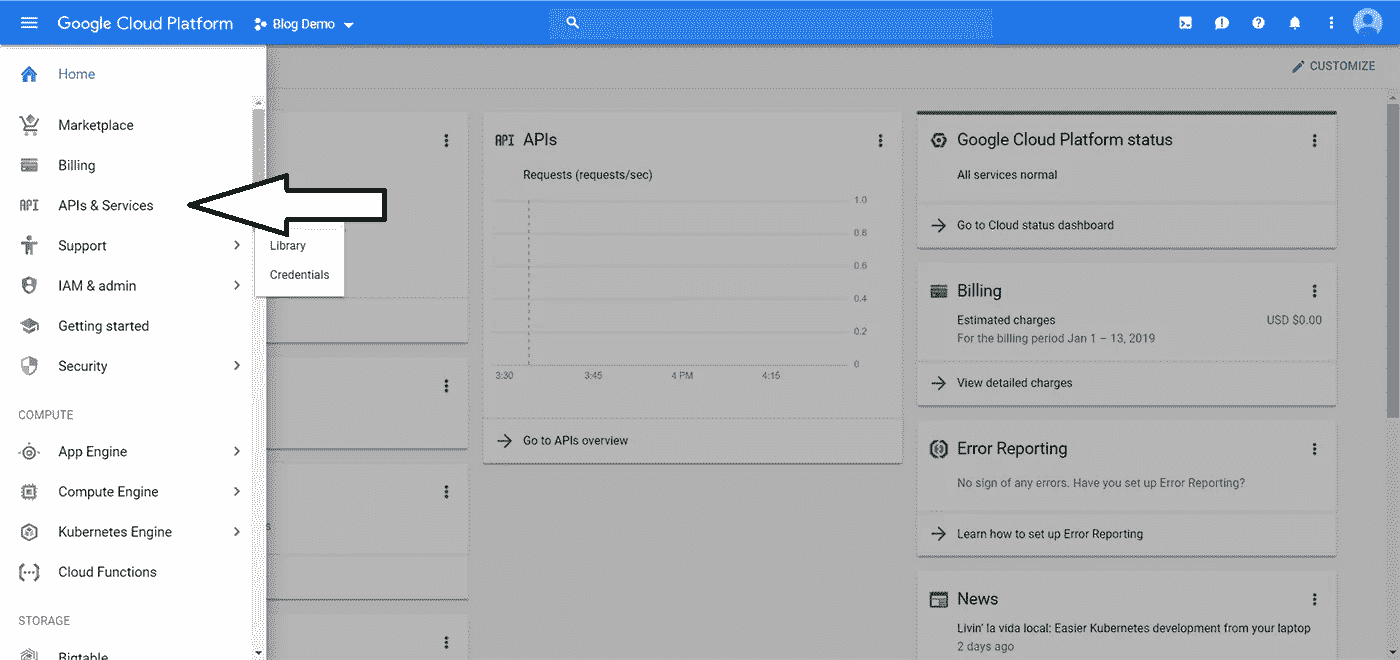 Google Cloud Platform
Blog Demo
CUSTOMIZE
Home
Marketplace
Billing
API APIs & Services
Support
IAM & admin
Getting started
Security
COMPUTE
App Engine
Compute Engine
Kubernetes Engine
Cloud Functions
STORAGE
Bigtable
Library
Credentials
s
API APIs
Requests (requests/sec)
1.0
0.8
0.6
0.4
0.2
0
3:30 3:45 4 PM 4:15
Go to APIs overview
Google Cloud Platform status
All services normal
Go to Cloud status dashboard
Billing
Estimated charges USD $0.00
For the billing period Jan 1 – 13, 2019
View detailed charges
Error Reporting
No sign of any errors. Have you set up Error Reporting?
Learn how to set up Error Reporting
News
Livin' la vida local: Easier Kubernetes development from your laptop
2 days ago